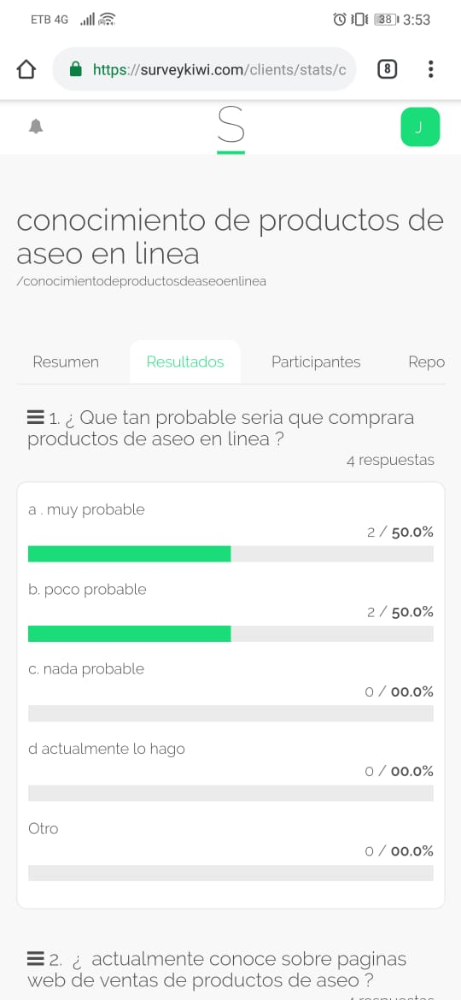 ETB 4G 38 3:53
https://surveykiwi.com/clients/stats/c 8
S J
conocimiento de productos de
aseo en linea
/conocimientodeproductosdeaseoenlinea
Resumen Resultados Participantes Repo
1. ¿ Que tan probable seria que comprara
productos de aseo en linea ?
4 respuestas
a . muy probable
2 / 50.0%
b. poco probable
2 / 50.0%
c. nada probable
0 / 00.0%
d actualmente lo hago
0 / 00.0%
Otro
0 / 00.0%
2. ¿ actualmente conoce sobre paginas
web de ventas de productos de aseo ?
4 respuestas